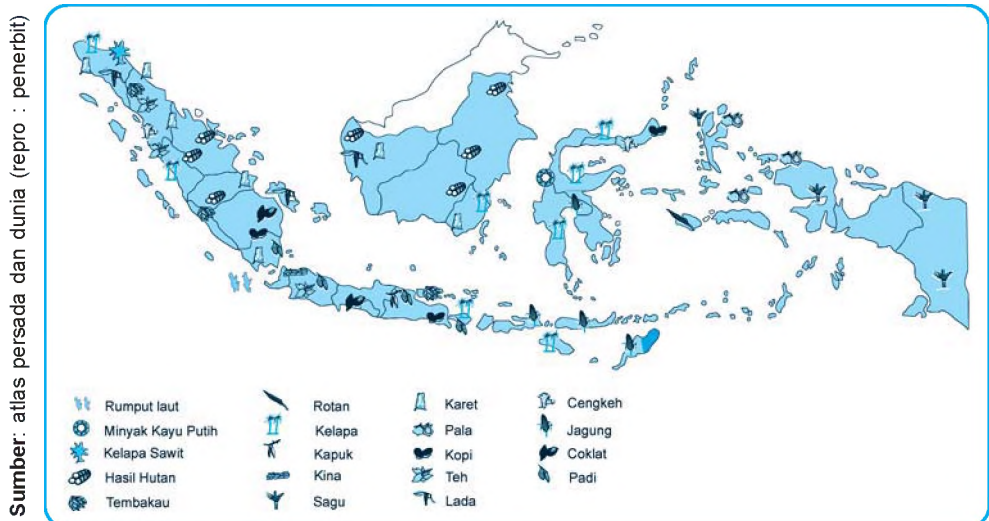 Sumber: atlas persada dan dunia (repro : penerbit)
Rumput laut
Minyak Kayu Putih
Kelapa Sawit
Hasil Hutan
Tembakau
Rotan
Kelapa
Kapuk
Kina
Sagu
Karet
Pala
Kopi
Teh
Lada
Cengkeh
Jagung
Coklat
Padi